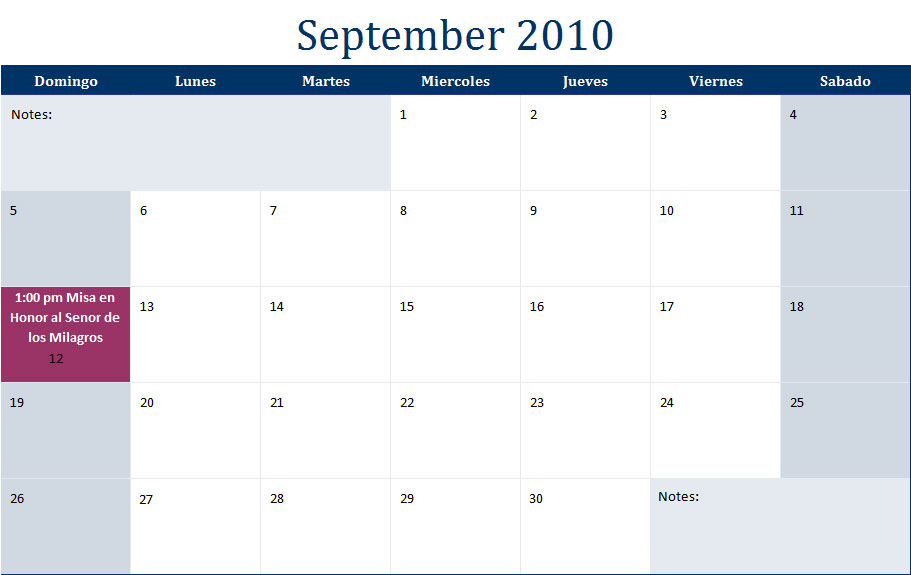 September 2010
Domingo Lunes Martes Miercoles Jueves Viernes Sabado
Notes: 1 2 3 4
5 6 7 8 9 10 11
1:00 pm Misa en
Honor al Senor de
los Milagros
12 13 14 15 16 17 18
19 20 21 22 23 24 25
26 27 28 29 30 Notes: